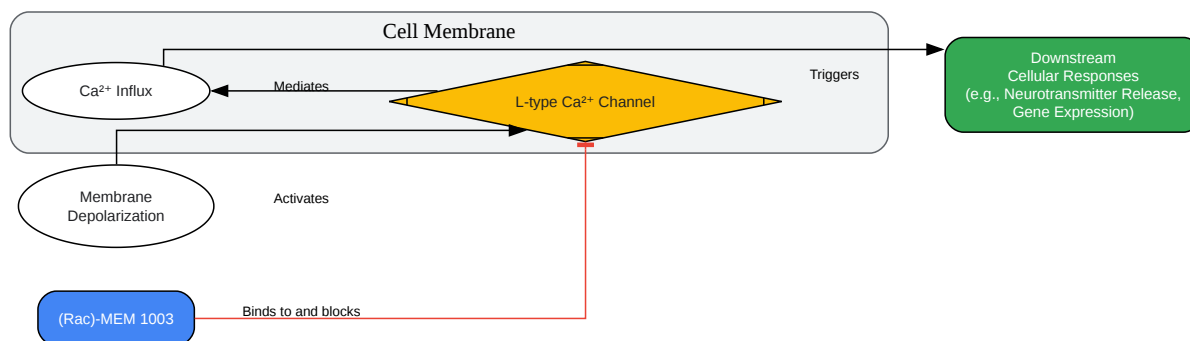 Cell Membrane
Ca²⁺ Influx
Mediates
L-type Ca²⁺ Channel
Triggers
Downstream
Cellular Responses
(e.g., Neurotransmitter Release,
Gene Expression)
Membrane
Depolarization
Activates
(Rac)-MEM 1003
Binds to and blocks